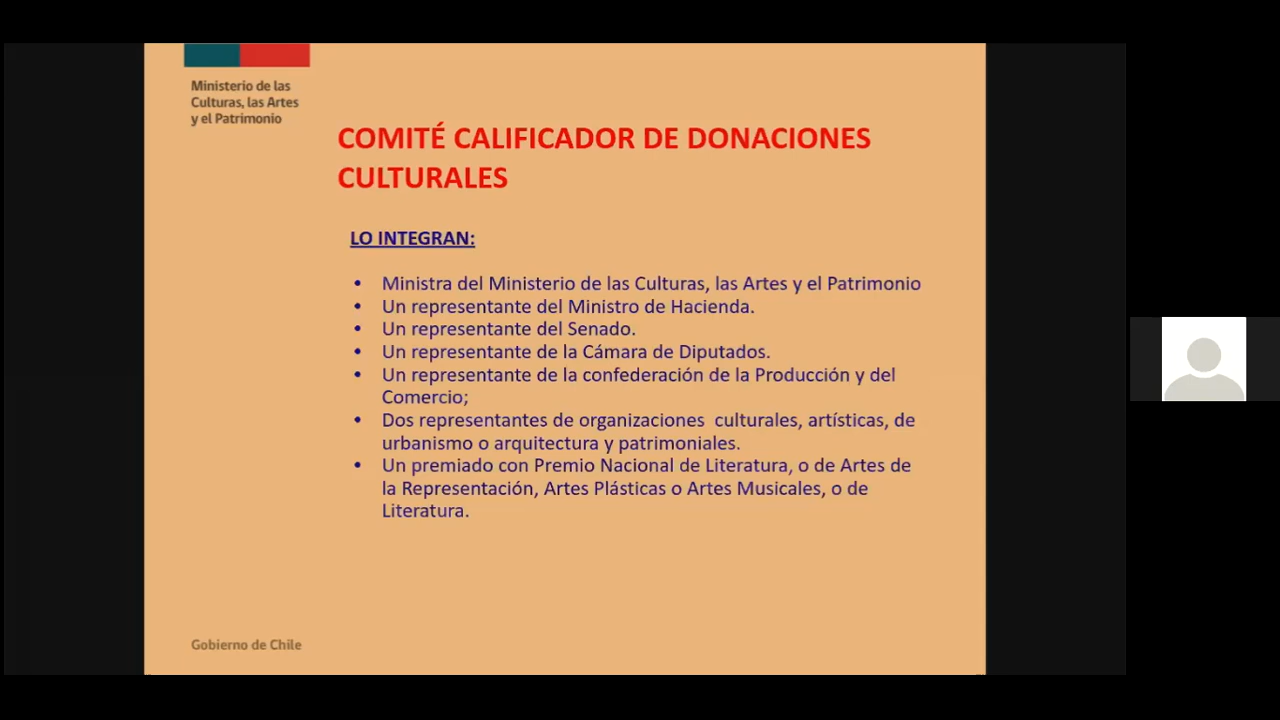 Ministerio de las
Culturas, las Artes
y el Patrimonio
COMITÉ CALIFICADOR DE DONACIONES
CULTURALES
LO INTEGRAN:
• Ministra del Ministerio de las Culturas, las Artes y el Patrimonio
• Un representante del Ministro de Hacienda.
• Un representante del Senado.
• Un representante de la Cámara de Diputados.
• Un representante de la confederación de la Producción y del
Comercio;
• Dos representantes de organizaciones  culturales, artísticas, de
urbanismo o arquitectura y patrimoniales.
• Un premiado con Premio Nacional de Literatura, o de Artes de
la Representación, Artes Plásticas o Artes Musicales, o de
Literatura.
Gobierno de Chile